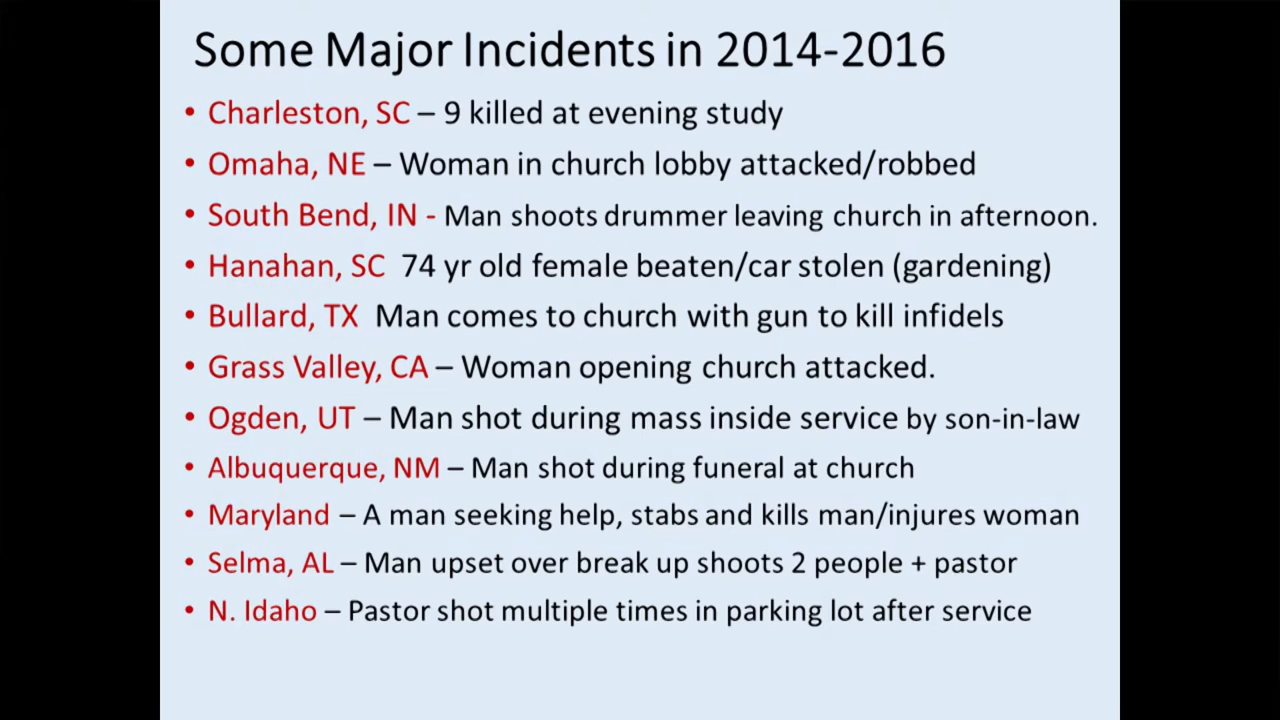 Some Major Incidents in 2014-2016
• Charleston, SC – 9 killed at evening study
• Omaha, NE – Woman in church lobby attacked/robbed
• South Bend, IN - Man shoots drummer leaving church in afternoon.
• Hanahan, SC  74 yr old female beaten/car stolen (gardening)
• Bullard, TX  Man comes to church with gun to kill infidels
• Grass Valley, CA – Woman opening church attacked.
• Ogden, UT – Man shot during mass inside service by son-in-law
• Albuquerque, NM – Man shot during funeral at church
• Maryland – A man seeking help, stabs and kills man/injures woman
• Selma, AL – Man upset over break up shoots 2 people + pastor
• N. Idaho – Pastor shot multiple times in parking lot after service